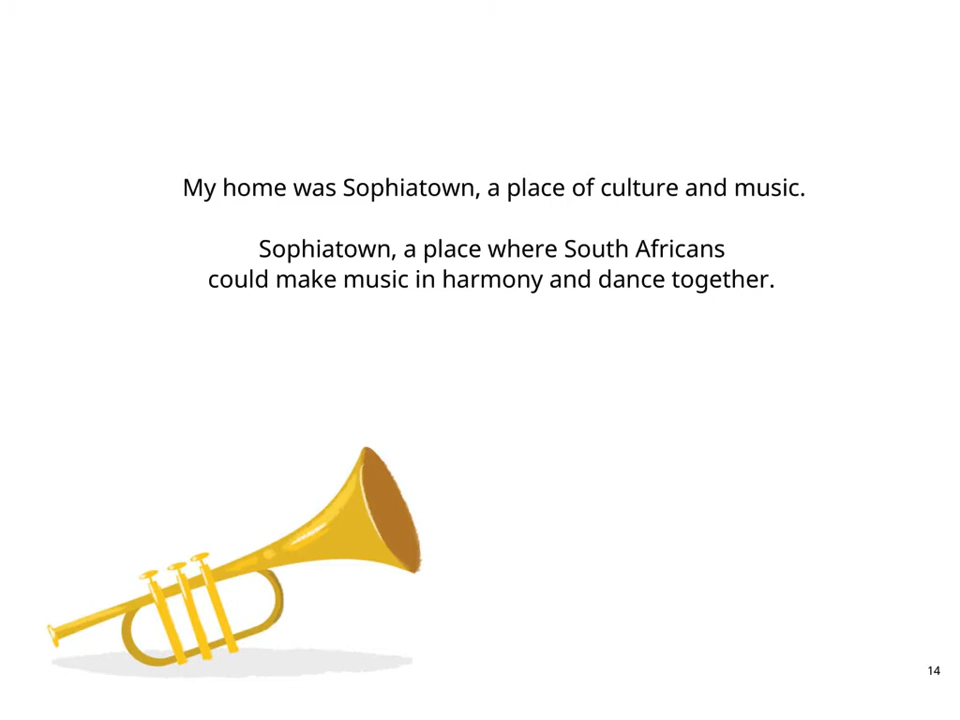 My home was Sophiatown, a place of culture and music.
Sophiatown, a place where South Africans
could make music in harmony and dance together.
14